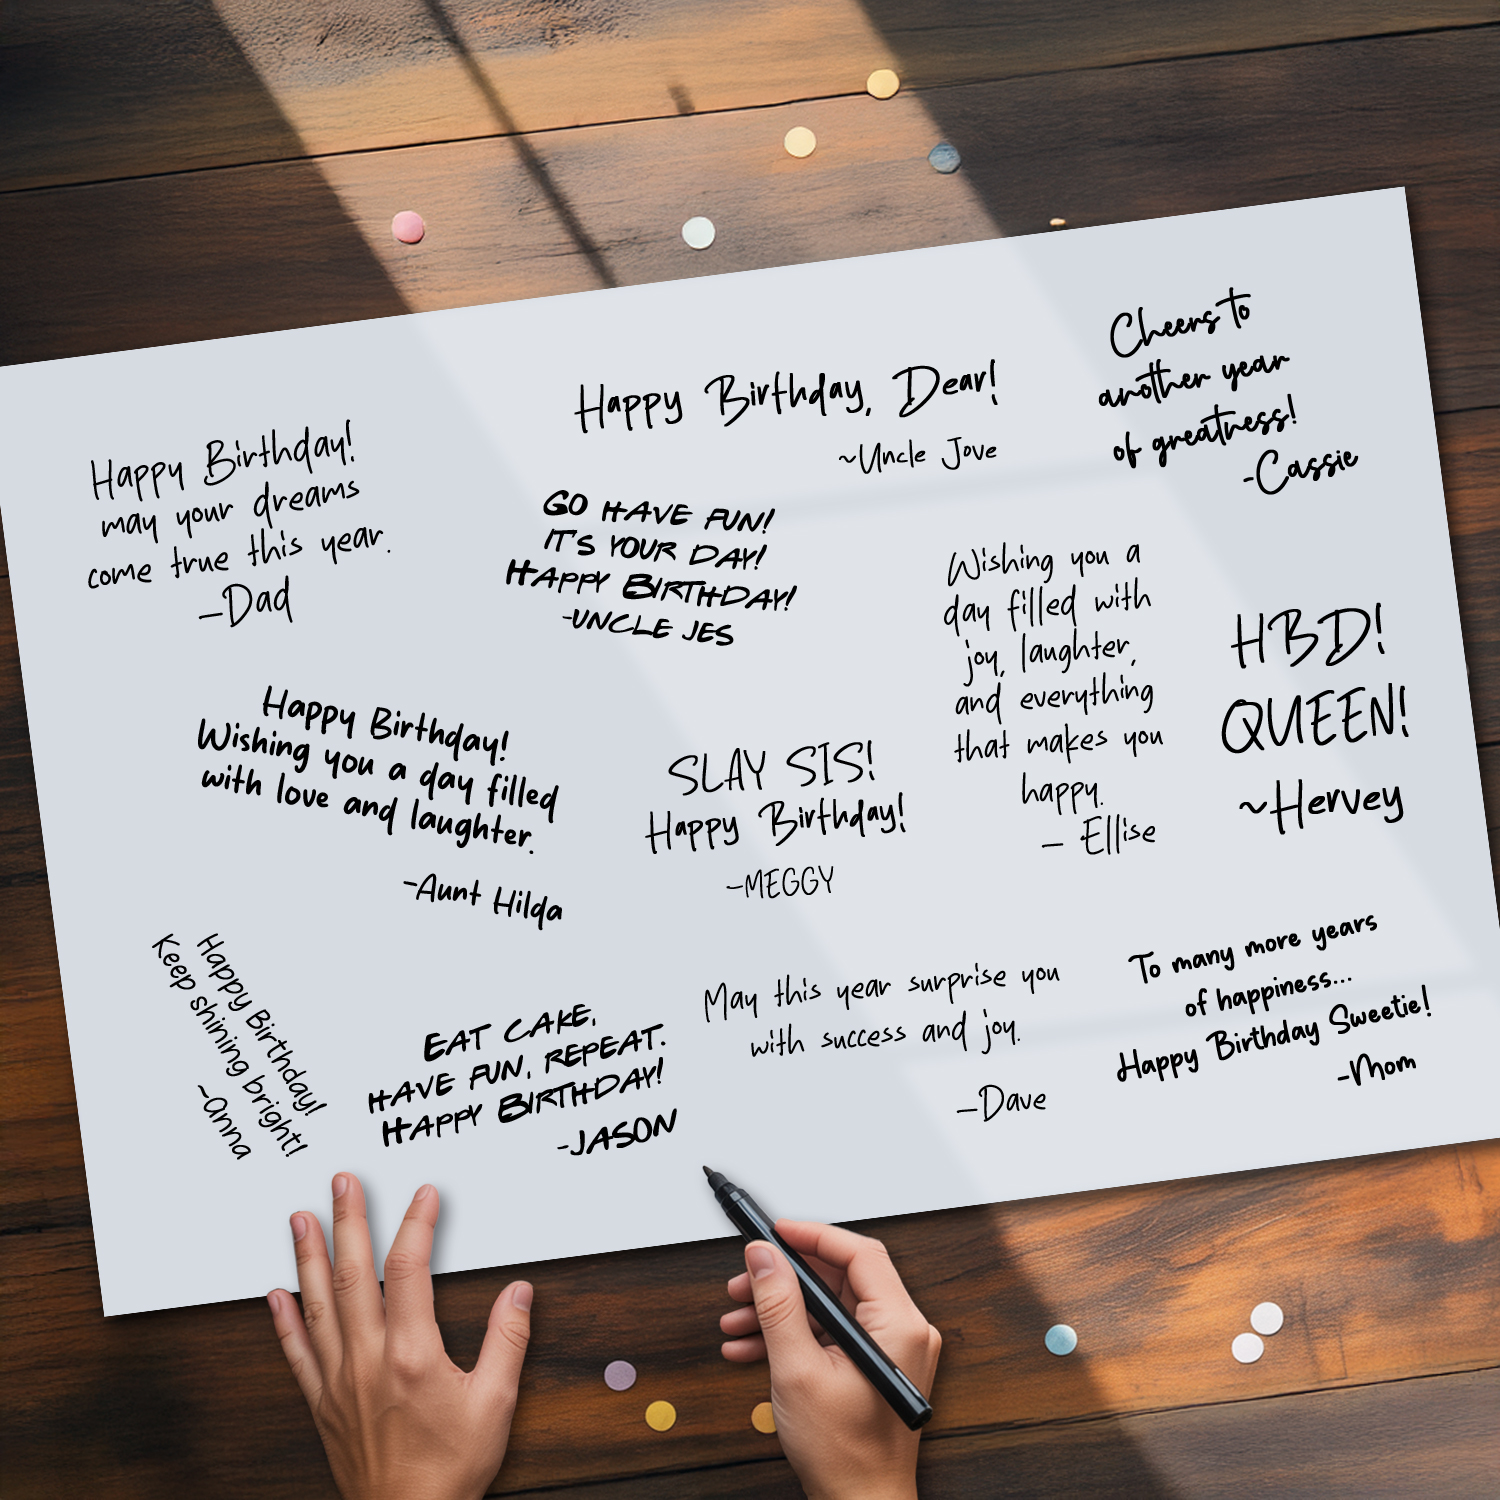 Happy Birthday!
may your dreams
come true this year.
—Dad
Happy Birthday, Dear!
~Uncle Jove
Cheers to
another year
of greatness!
-Cassie
GO HAVE FUN!
IT'S YOUR DAY!
HAPPY BIRTHDAY!
-UNCLE JES
Wishing you a
day filled with
joy, laughter,
and everything
that makes you
happy.
— Ellise
HBD!
QUEEN!
~Hervey
Happy Birthday!
Wishing you a day filled
with love and laughter.
-Aunt Hilda
SLAY SIS!
Happy Birthday!
—MEGGY
Happy Birthday!
Keep shining bright!
~anna
EAT CAKE,
HAVE FUN, REPEAT.
HAPPY BIRTHDAY!
-JASON
May this year surprise you
with success and joy.
—Dave
To many more years
of happiness...
Happy Birthday Sweetie!
-Mom